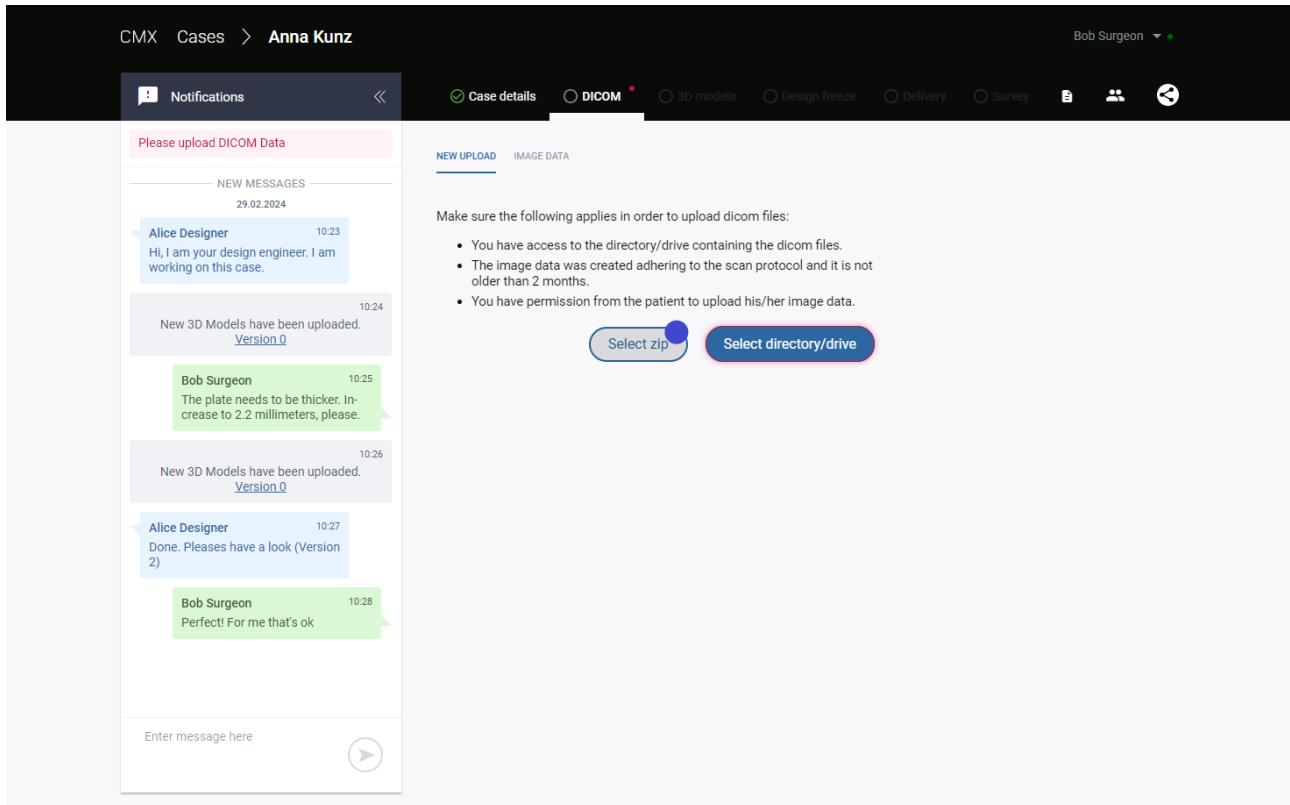 CMX Cases > Anna Kunz
Bob Surgeon
Notifications
Case details
DICOM
3D models
Design freeze
Delivery
Survey
Please upload DICOM Data
NEW MESSAGES
29.02.2024
Alice Designer 10:23
Hi, I am your design engineer. I am
working on this case.
10:24
New 3D Models have been uploaded.
Version 0
Bob Surgeon 10:25
The plate needs to be thicker. In-
crease to 2.2 millimeters, please.
10:26
New 3D Models have been uploaded.
Version 0
Alice Designer 10:27
Done. Pleases have a look (Version
2)
Bob Surgeon 10:28
Perfect! For me that's ok
Enter message here
NEW UPLOAD IMAGE DATA
Make sure the following applies in order to upload dicom files:
• You have access to the directory/drive containing the dicom files.
• The image data was created adhering to the scan protocol and it is not
older than 2 months.
• You have permission from the patient to upload his/her image data.
Select zip
Select directory/drive